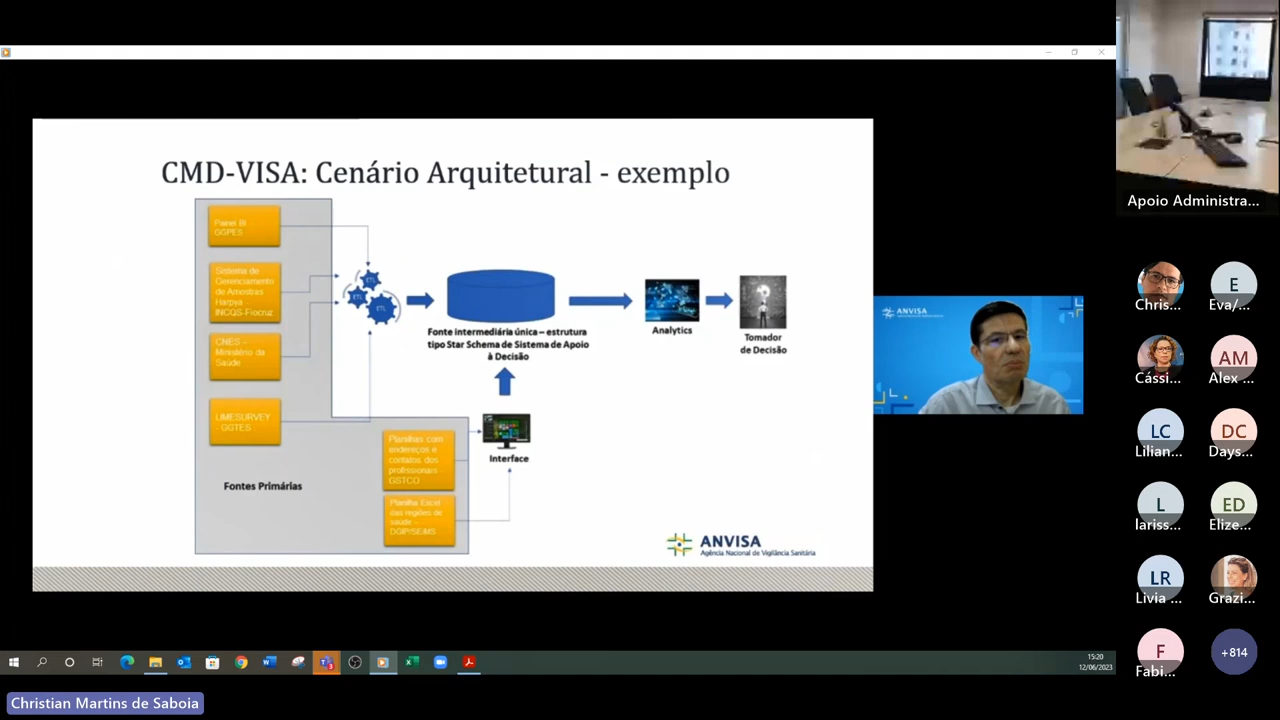 CMD-VISA: Cenário Arquitetural - exemplo
Painel BI -
GGPES
Sistema de
Gerenciamento
de Amostras
Harpya
INCQS-Fiocruz
CNES –
Ministério da
Saúde
LIMESURVEY
- GGTES
Fontes Primárias
ETL
ETL
ETL
Fonte intermediária única – estrutura
tipo Star Schema de Sistema de Apoio
à Decisão
Analytics
Tomador
de Decisão
Planilhas com
endereços e
contatos dos
profissionais -
GSTCO
Planilha Excel
das regiões de
saúde –
Interface
ANVISA
Agência Nacional de Vigilância Sanitária
ANVISA
Apoio Administra...
Chris...
E
Eva/...
Cássi...
AM
Alex ...
LC
Lilian...
DC
Days...
L
lariss...
ED
Elize...
LR
Livia ...
Grazi...
F
Fabi...
+814
15:20
12/06/2023
Christian Martins de Saboia